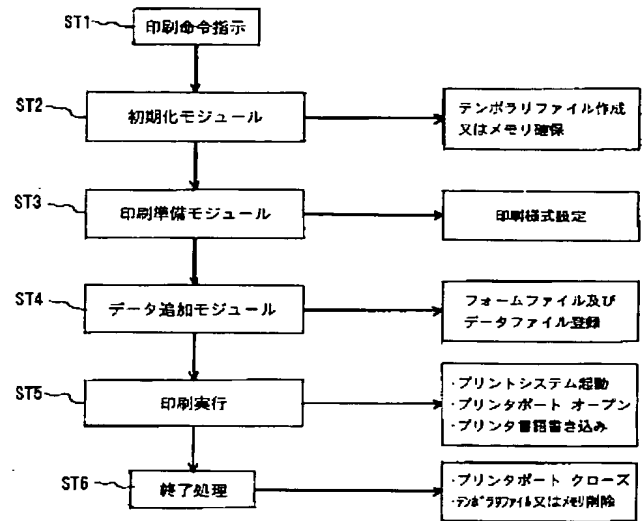 ST1
印刷命令指示
ST2
初期化モジュール
テンポラリファイル作成
又はメモリ確保
ST3
印刷準備モジュール
印刷様式設定
ST4
データ追加モジュール
フォームファイル及び
データファイル登録
ST5
印刷実行
・プリントシステム起動
・プリンタポート オープン
・プリンタ言語書き込み
ST6
終了処理
・プリンタポート クローズ
・テンポラリファイル又はメモリ削除